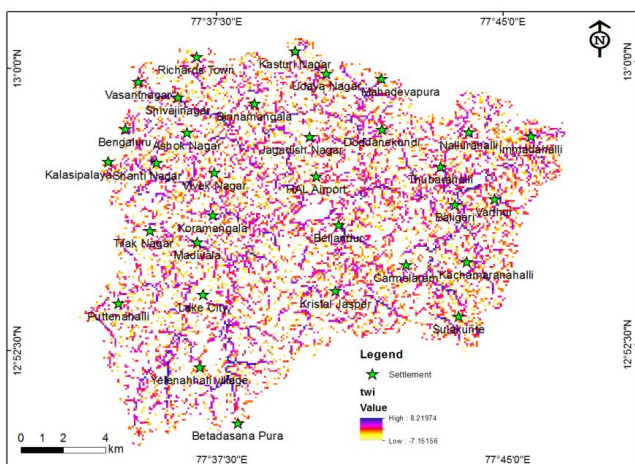 77°37'30"E
77°45'0"E
N
13°0'0"N
13°0'0"N
Kasturi Nagar
Richards Town
Udaya Nagar
Mahadevapura
Vasantnagar
Shivajinagar
Binnamangala
Bengaluru
Ashok Nagar
Jagadish Nagar
Doddanekundi
Nallurahalli
Immadahalli
Kalasipalaya
Shanti Nagar
Vivek Nagar
HAL Airport
Thubarahalli
Baligeri
Varthur
Koramangala
Bellandur
Tilak Nagar
Madivala
Carmelaram
Kachamaranahalli
Puttenahalli
Lake City
Kristal Jasper
Sulakunte
12°52'30"N
12°52'30"N
Legend
Settlement
twi
Value
High : 8.21974
Low : -7.15156
Yelenahhali village
Betadasana Pura
0 1 2 4
km
77°37'30"E
77°45'0"E